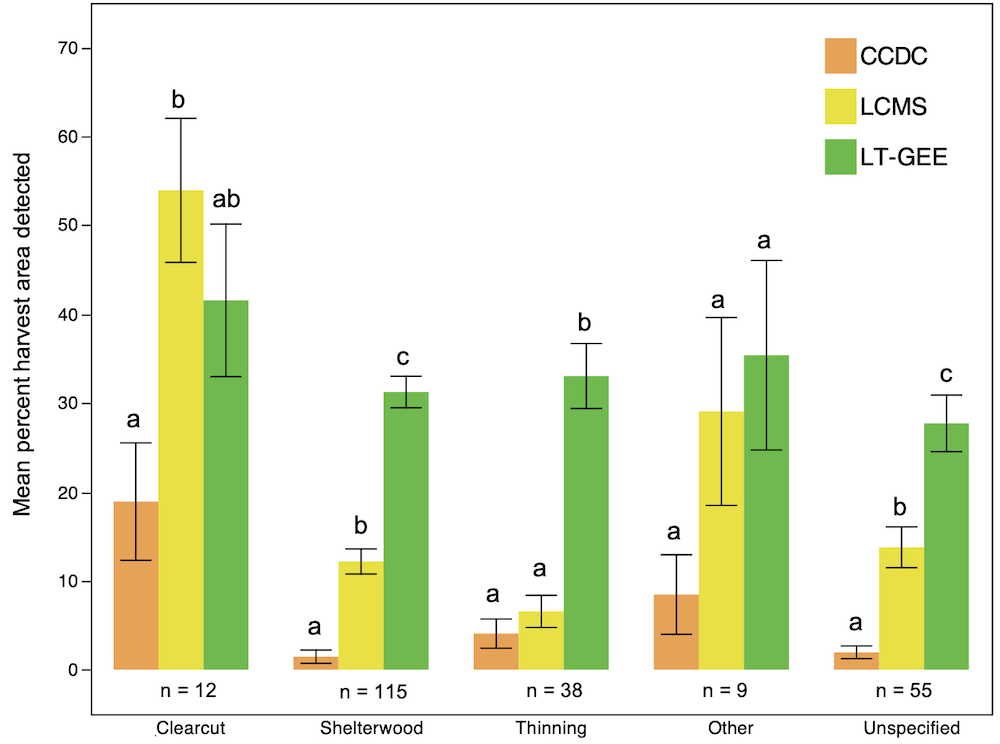 Mean percent harvest area detected
70
60
50
40
30
20
10
0
CCDC
LCMS
LT-GEE
a
b
ab
a
b
c
a
a
b
a
a
a
a
b
c
n = 12
n = 115
n = 38
n = 9
n = 55
Clearcut
Shelterwood
Thinning
Other
Unspecified